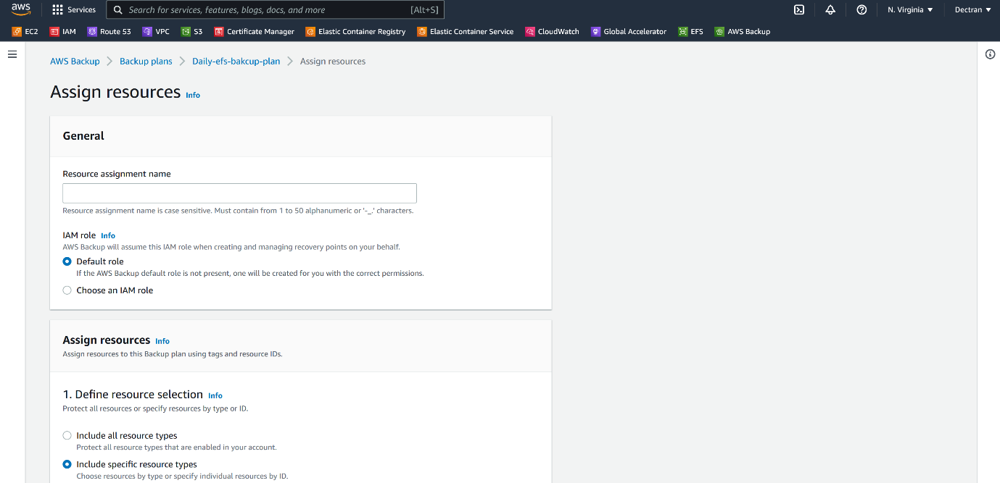 aws Services Search for services, features, blogs, docs, and more [Alt+S] N. Virginia Dectran
EC2 IAM Route 53 VPC S3 Certificate Manager Elastic Container Registry Elastic Container Service CloudWatch Global Accelerator EFS AWS Backup
AWS Backup Backup plans Daily-efs-bakcup-plan Assign resources
Assign resources Info
General
Resource assignment name
Resource assignment name is case sensitive. Must contain from 1 to 50 alphanumeric or '-_.' characters.
IAM role Info
AWS Backup will assume this IAM role when creating and managing recovery points on your behalf.
Default role
If the AWS Backup default role is not present, one will be created for you with the correct permissions.
Choose an IAM role
Assign resources Info
Assign resources to this Backup plan using tags and resource IDs.
1. Define resource selection Info
Protect all resources or specify resources by type or ID.
Include all resource types
Protect all resource types that are enabled in your account.
Include specific resource types
Choose resources by type or specify individual resources by ID.